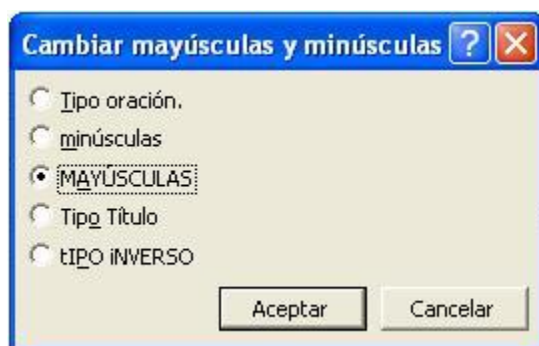 Cambiar mayúsculas y minúsculas ?
Tipo oración.
minúsculas
MAYÚSCULAS
Tipo Título
tIPO iNVERSO
Aceptar Cancelar